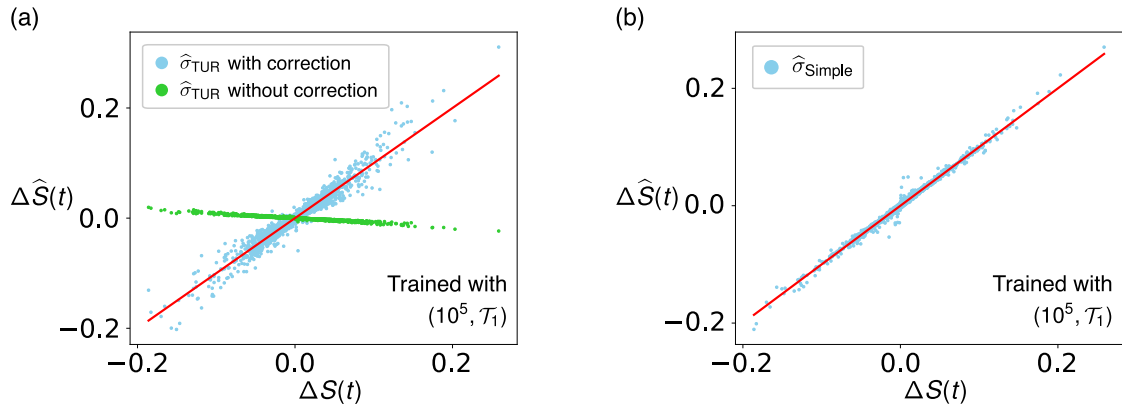 (a)
σ̂_TUR with correction
σ̂_TUR without correction
0.2
0.0
−0.2
ΔŜ(t)
Trained with
(10⁵, 𝒯₁)
−0.2 0.0 0.2
ΔS(t)
(b)
σ̂_Simple
0.2
0.0
−0.2
ΔŜ(t)
Trained with
(10⁵, 𝒯₁)
−0.2 0.0 0.2
ΔS(t)